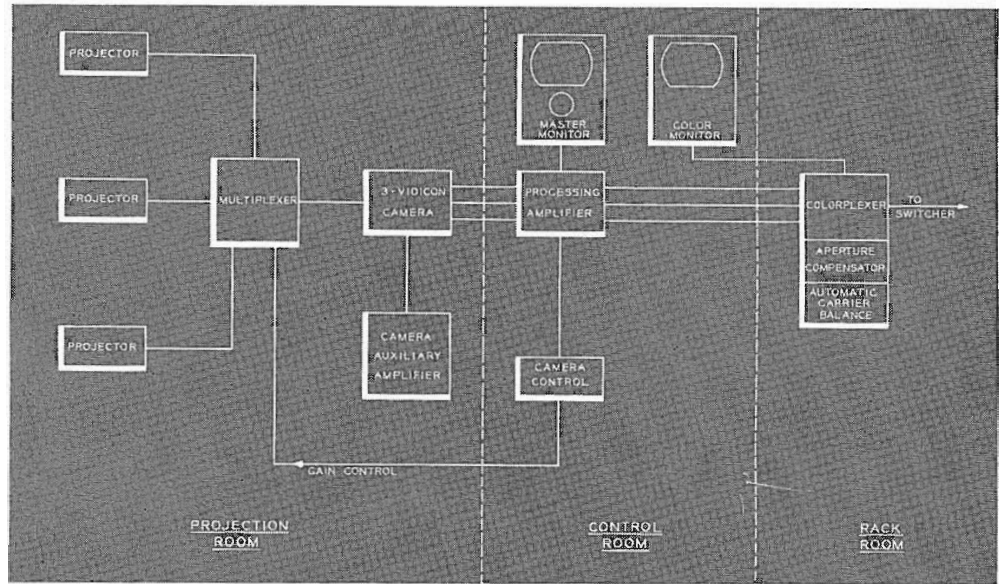 PROJECTOR
MASTER
MONITOR
COLOR
MONITOR
PROJECTOR
MULTIPLEXER
3-VIDICON
CAMERA
PROCESSING
AMPLIFIER
COLORPLEXER
TO
SWITCHER
APERTURE
COMPENSATOR
AUTOMATIC
CARRIER
BALANCE
PROJECTOR
CAMERA
AUXILIARY
AMPLIFIER
CAMERA
CONTROL
GAIN CONTROL
PROJECTION
ROOM
CONTROL
ROOM
RACK
ROOM